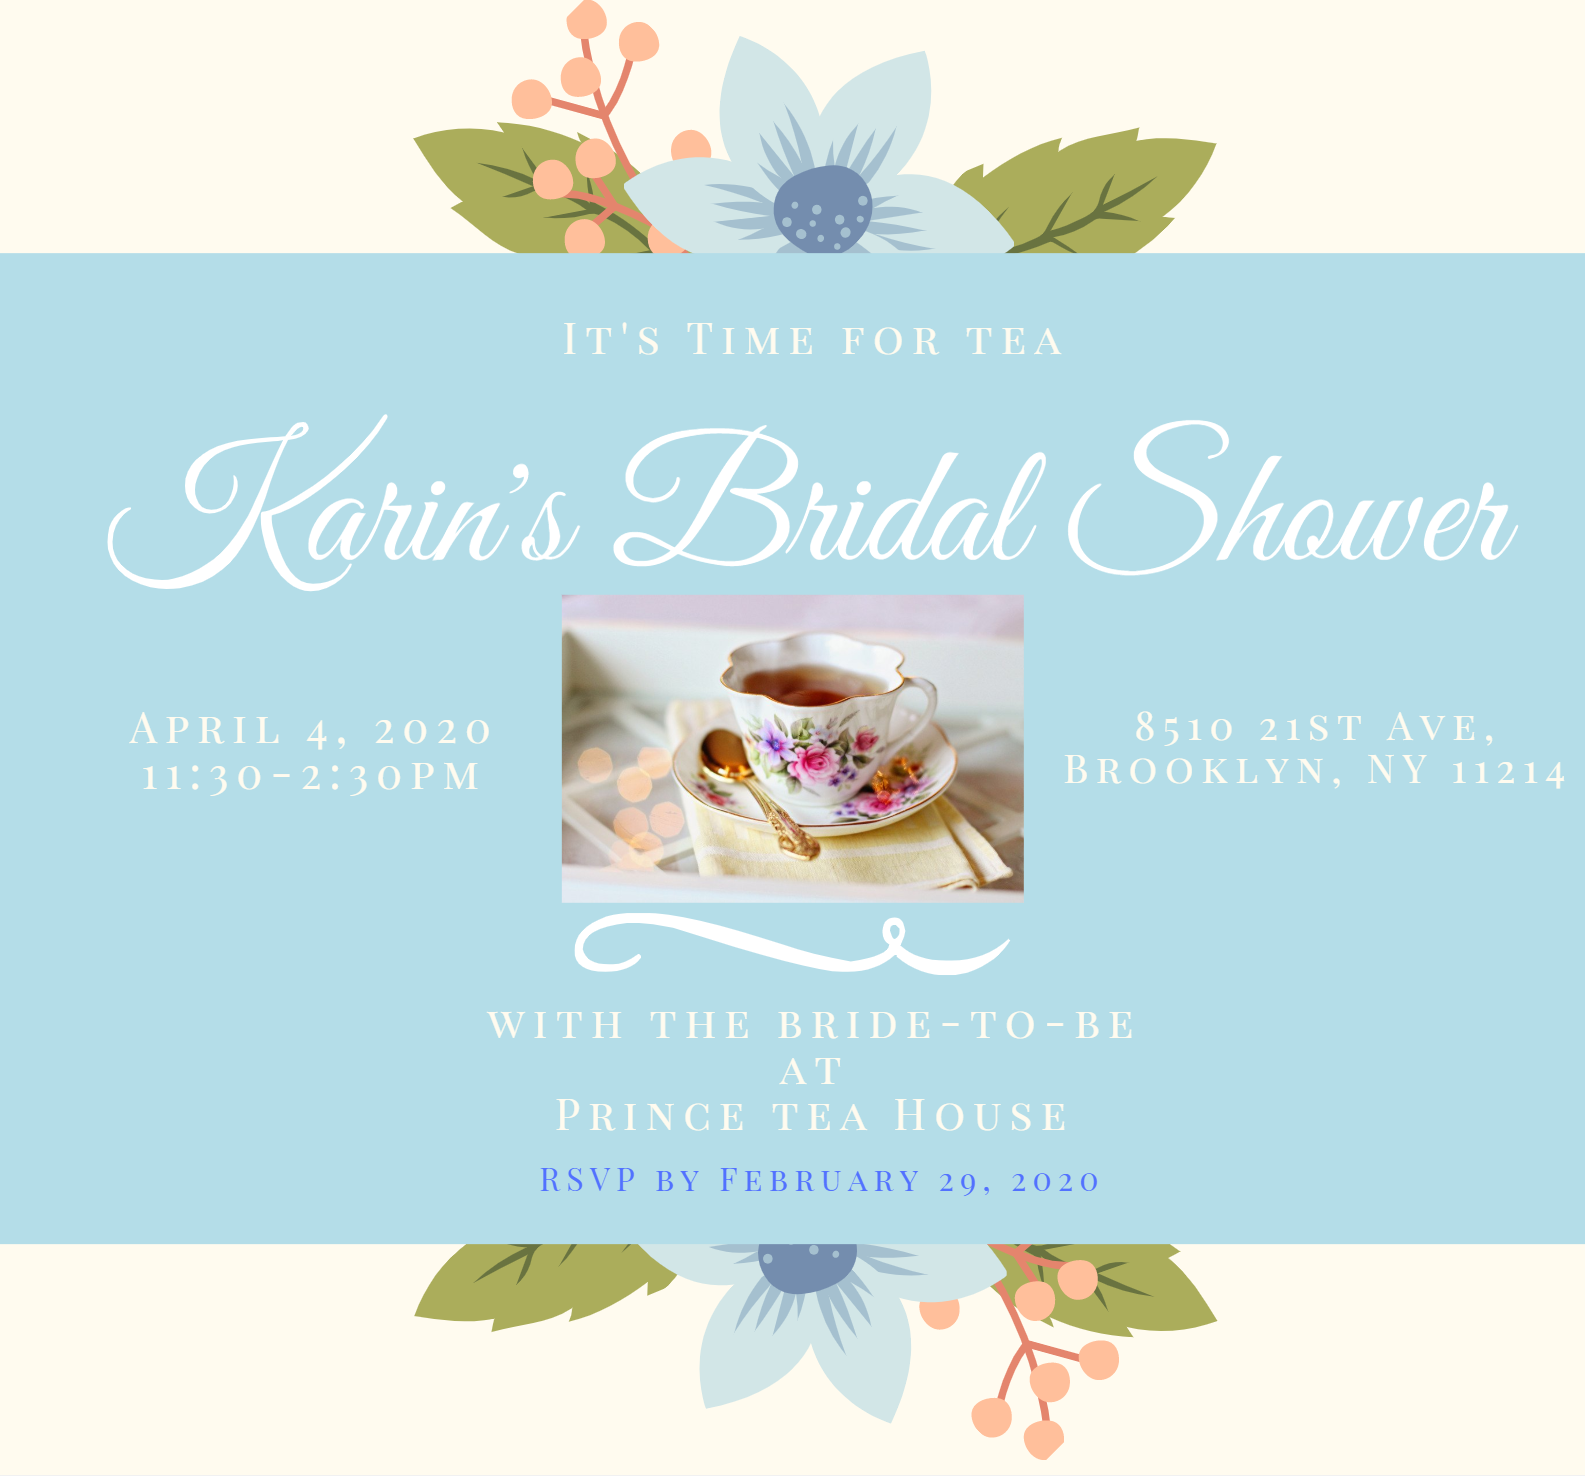 It's Time for tea
Karin's Bridal Shower
April 4, 2020
11:30-2:30PM
8510 21st Ave,
Brooklyn, NY 11214
with the bride-to-be
at
Prince tea House
RSVP by February 29, 2020